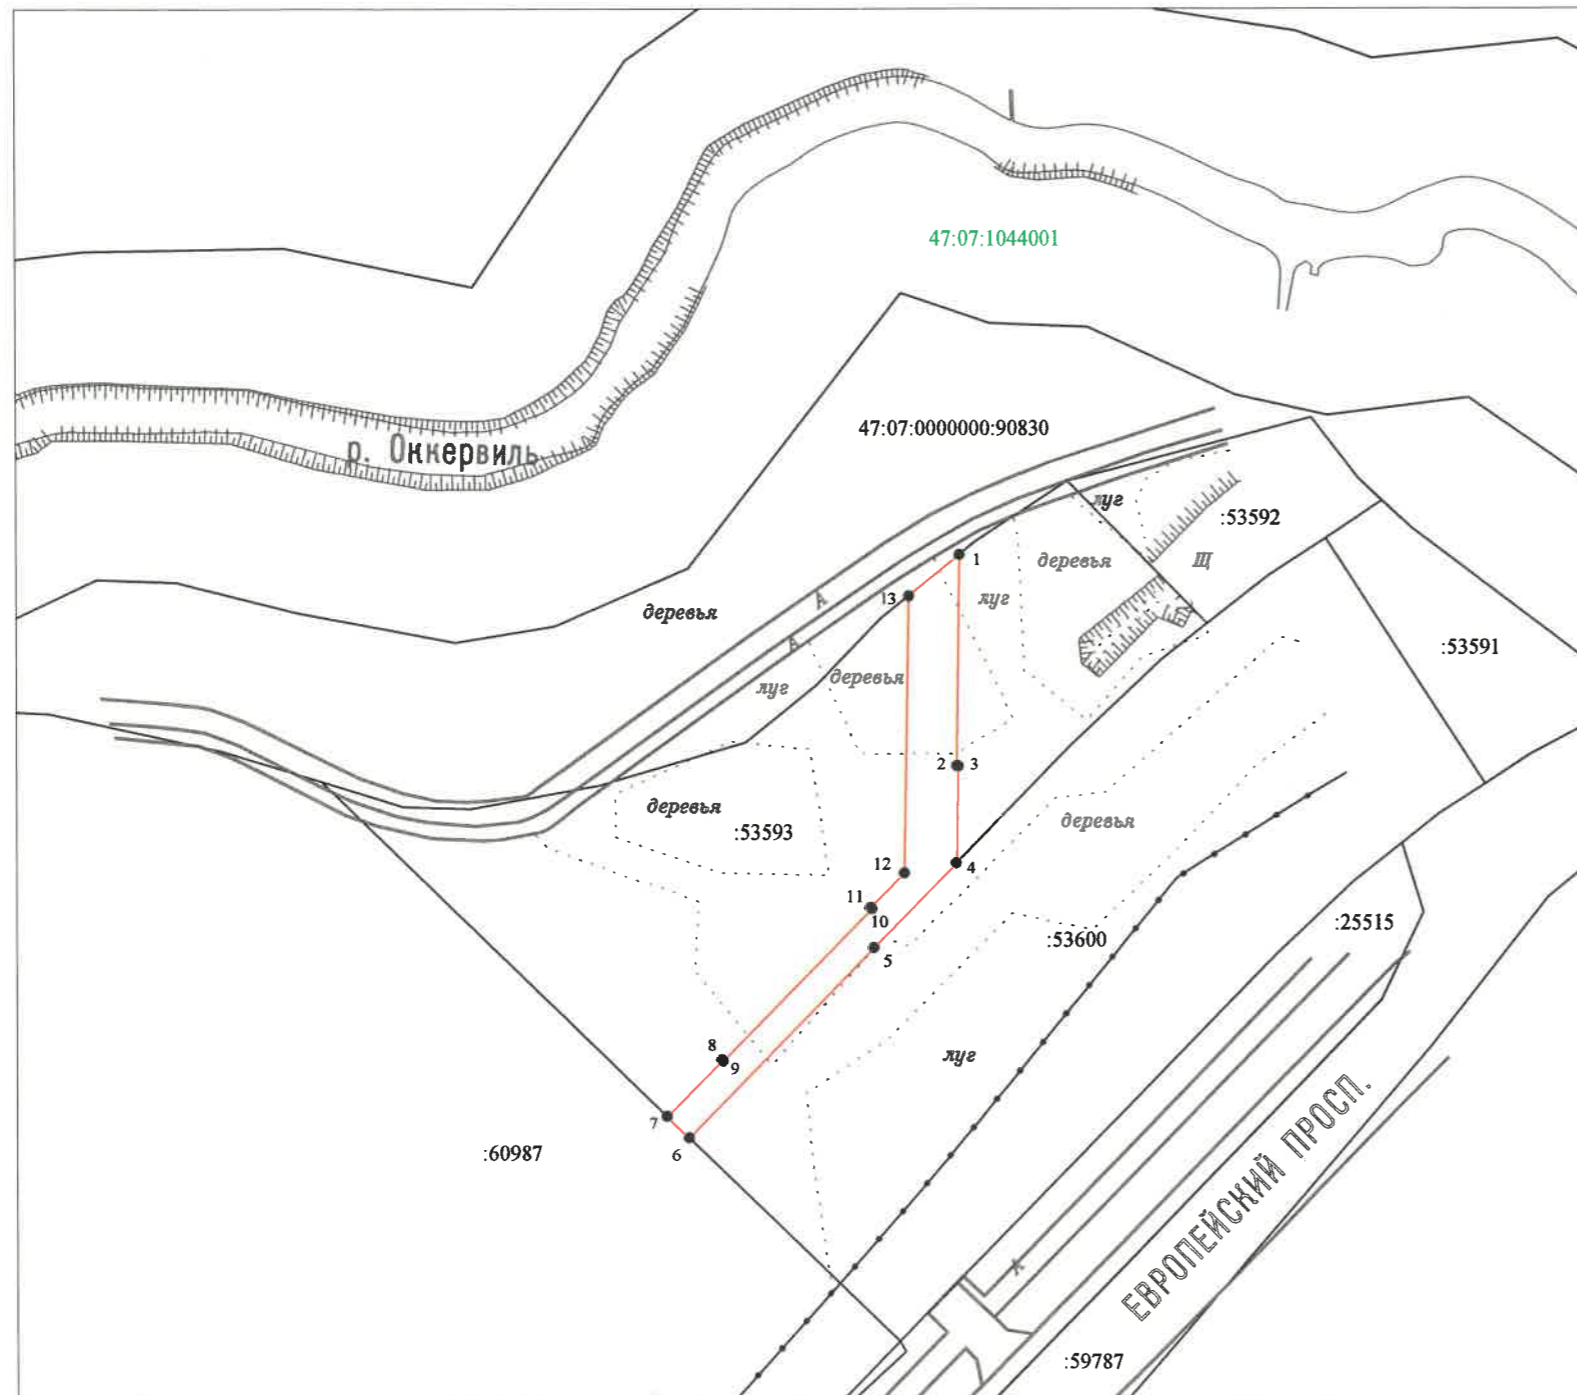 47:07:1044001
47:07:0000000:90830
р. Оккервиль
луг
:53592
1
деревья
Щ
13
луг
деревья
А
:53591
А
деревья
луг
2
3
деревья
:53593
деревья
12
4
11
10
:25515
:53600
5
луг
8
9
7
6
:60987
ЕВРОПЕЙСКИЙ ПРОСП.
А
:59787